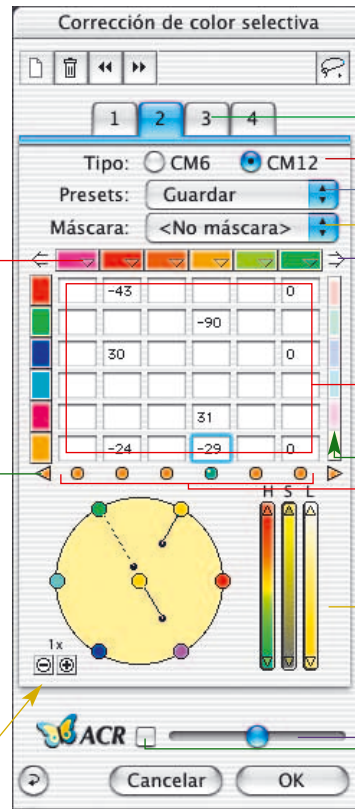 Corrección de color selectiva
1 2 3 4
Tipo: CM6 CM12
Presets: Guardar
Máscara: <No máscara>
-43 0
-90
30 0
31
-24 -29 0
H S L
1x
ACR
Cancelar OK